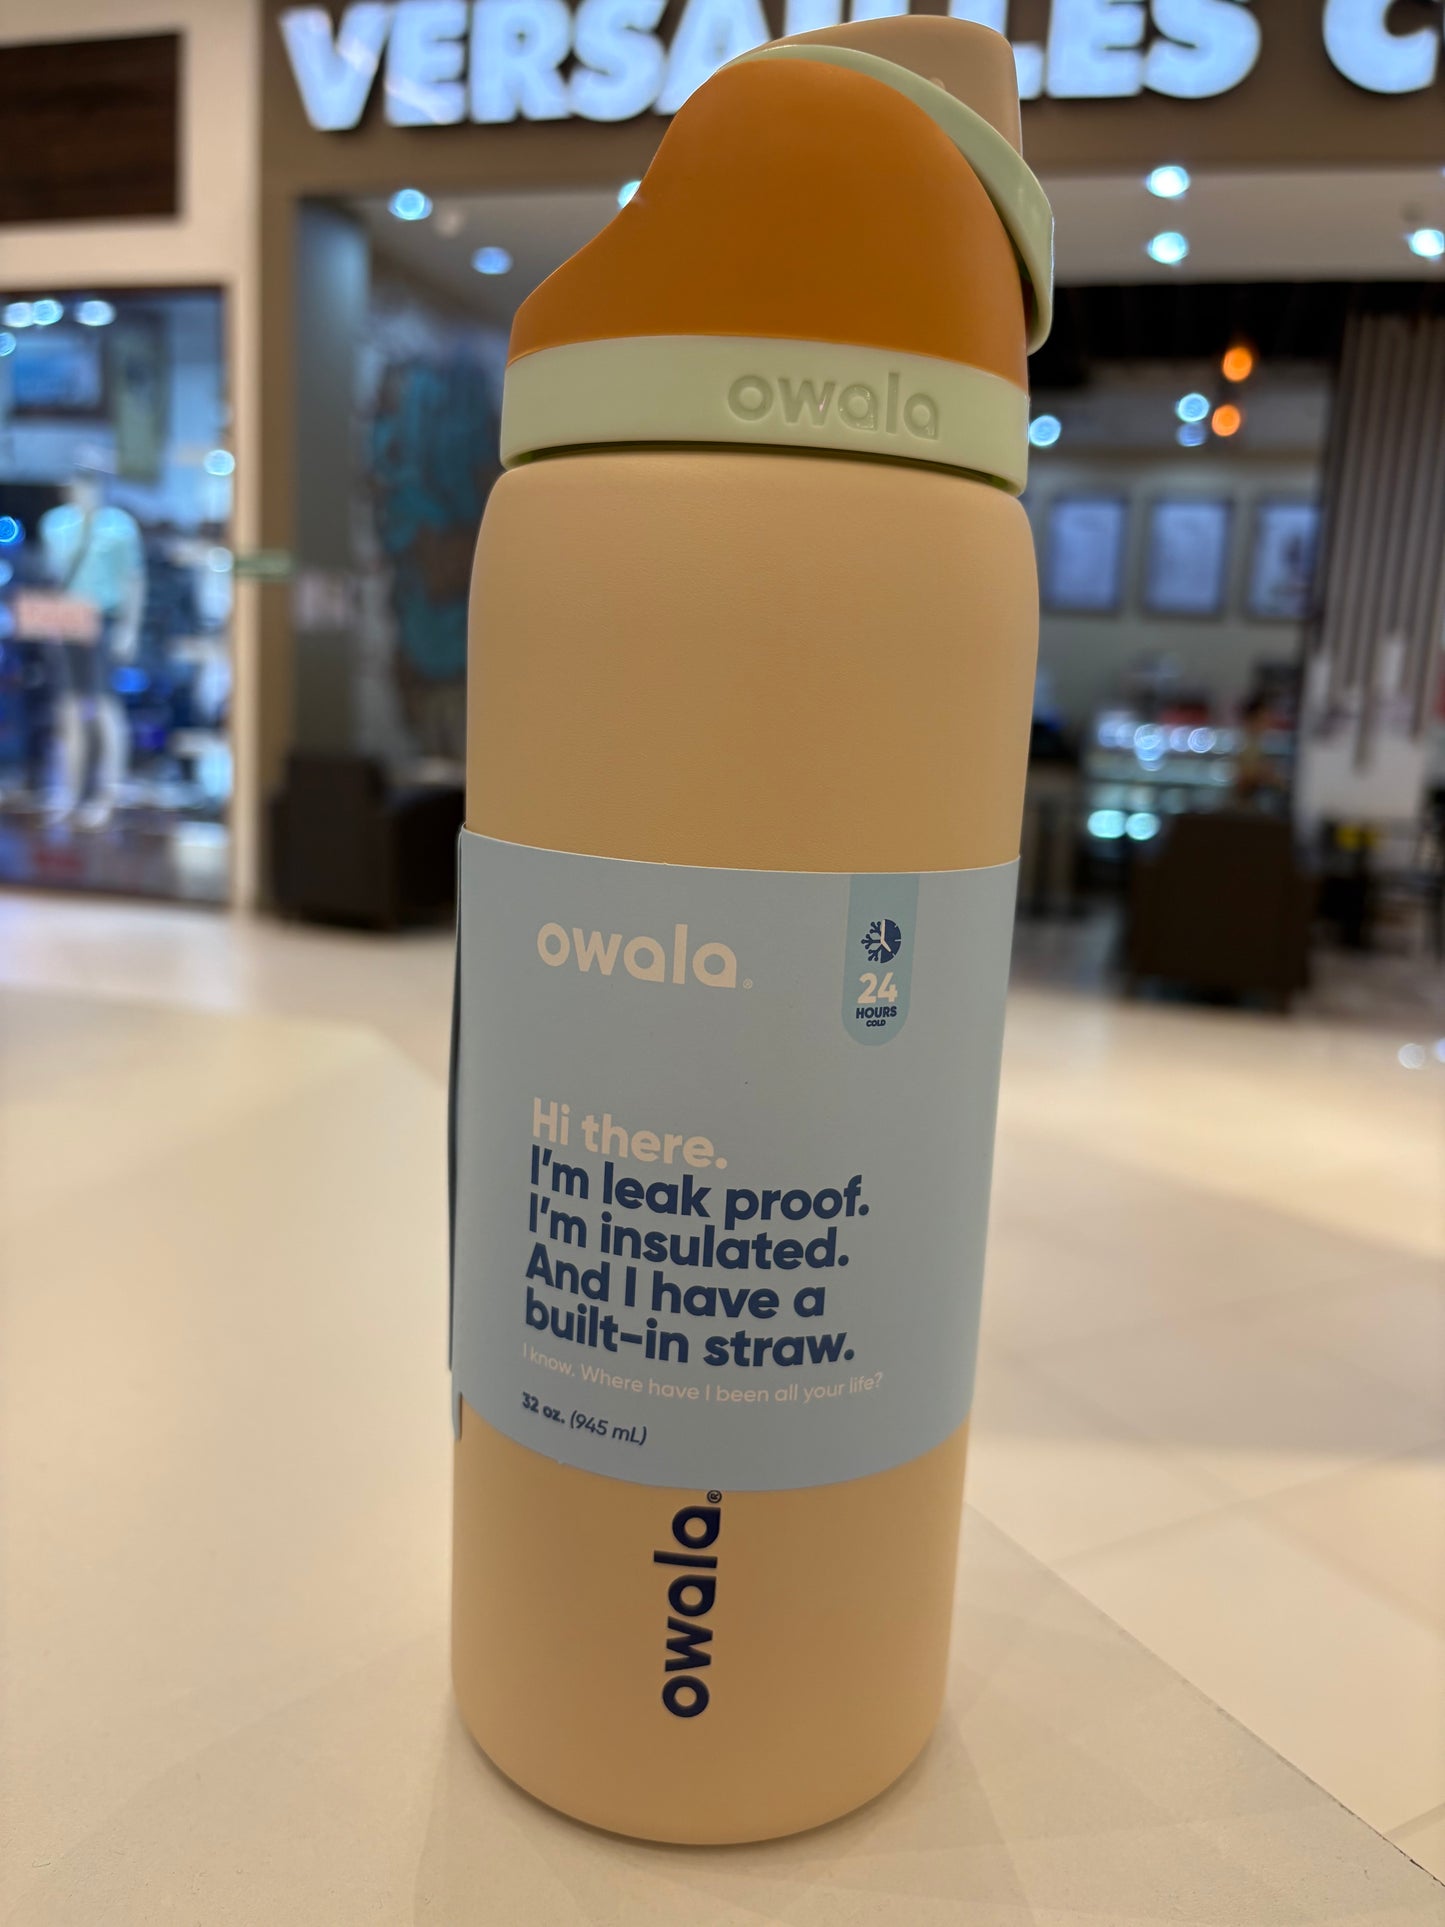 VERSAILLES C
owala
owala®
24
HOURS
COLD
Hi there.
I'm leak proof.
I'm insulated.
And I have a
built-in straw.
I know. Where have I been all your life?
32 oz. (945 mL)
owala®